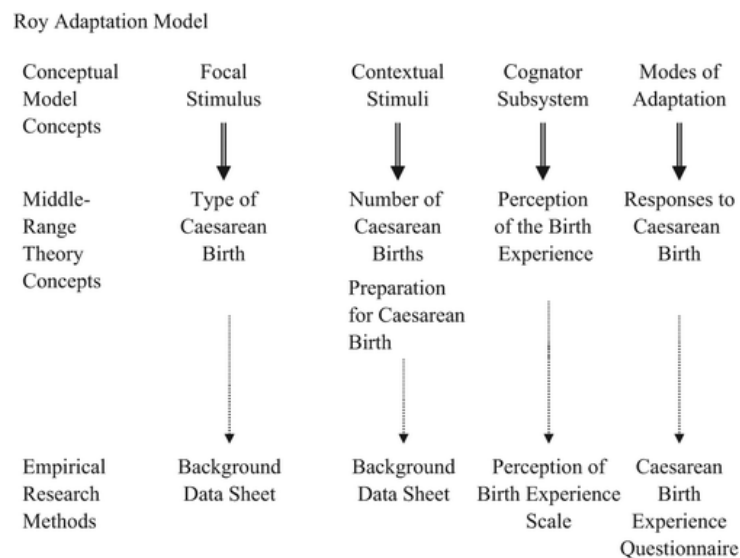 Roy Adaptation Model
Conceptual
Model
Concepts
Focal
Stimulus
Contextual
Stimuli
Cognator
Subsystem
Modes of
Adaptation
Middle-
Range
Theory
Concepts
Type of
Caesarean
Birth
Number of
Caesarean
Births
Preparation
for Caesarean
Birth
Perception
of the Birth
Experience
Responses to
Caesarean
Birth
Empirical
Research
Methods
Background
Data Sheet
Background
Data Sheet
Perception of
Birth Experience
Scale
Caesarean
Birth
Experience
Questionnaire